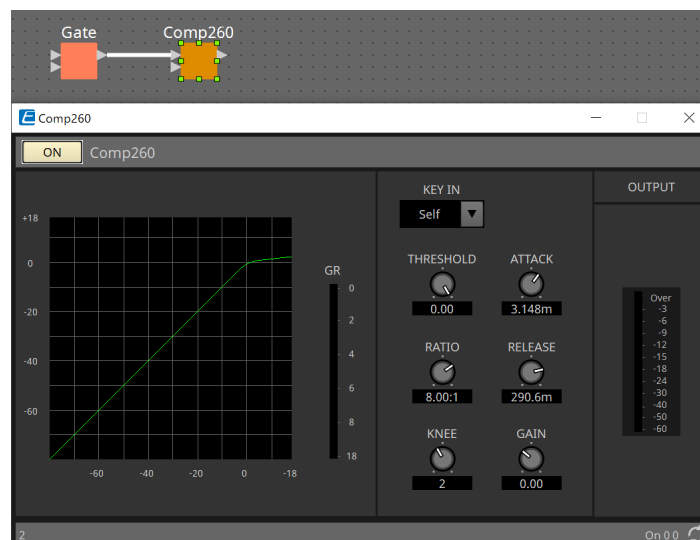 Gate Comp260
Comp260
ON Comp260
KEY IN
Self
OUTPUT
+18
0
-20
-40
-60
-60 -40 -20 0 -18
GR
0
2
4
6
8
18
THRESHOLD ATTACK
0.00 3.148m
RATIO RELEASE
8.00:1 290.6m
KNEE GAIN
2 0.00
Over
-3
-6
-9
-12
-15
-18
-24
-30
-40
-50
-60
2 On 0 0